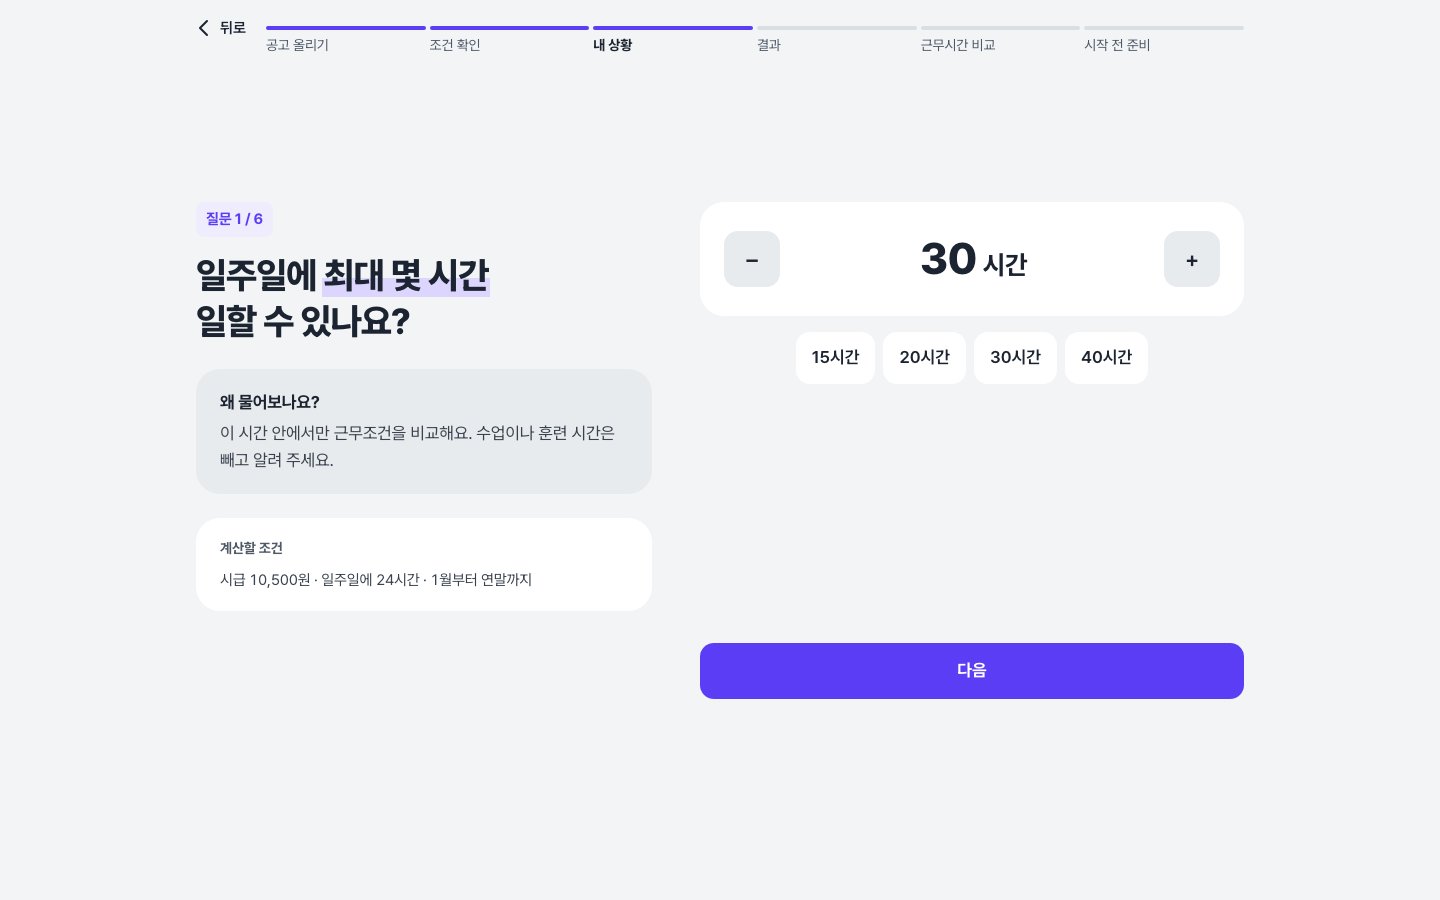 뒤로
공고 올리기
조건 확인
내 상황
결과
근무시간 비교
시작 전 준비
질문 1 / 6
일주일에 최대 몇 시간
일할 수 있나요?
왜 물어보나요?
이 시간 안에서만 근무조건을 비교해요. 수업이나 훈련 시간은
빼고 알려 주세요.
계산할 조건
시급 10,500원 · 일주일에 24시간 · 1월부터 연말까지
−
30 시간
+
15시간
20시간
30시간
40시간
다음